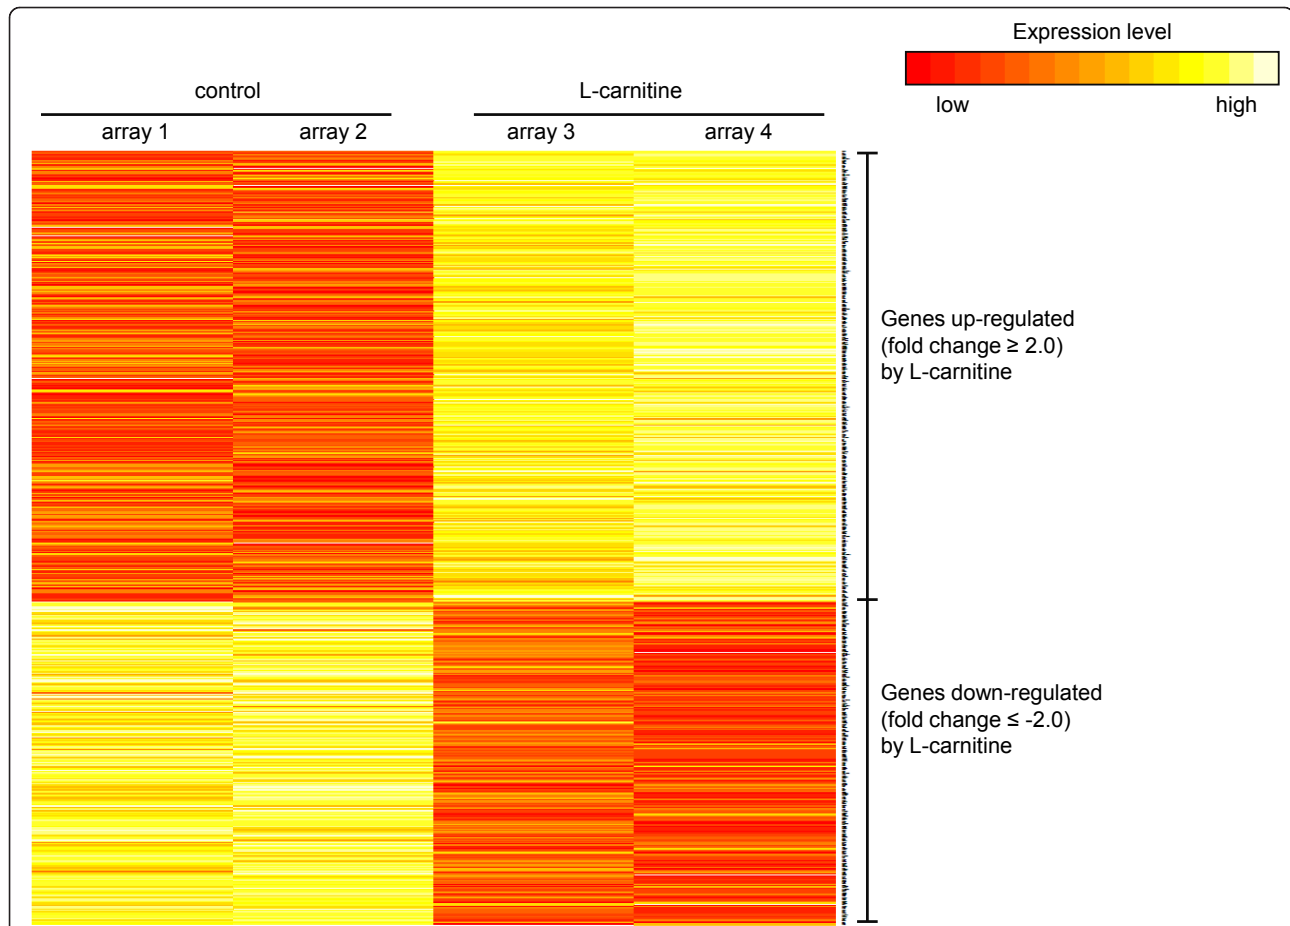 Expression level
low high
control L-carnitine
array 1 array 2 array 3 array 4
Genes up-regulated
(fold change ≥ 2.0)
by L-carnitine
Genes down-regulated
(fold change ≤ -2.0)
by L-carnitine